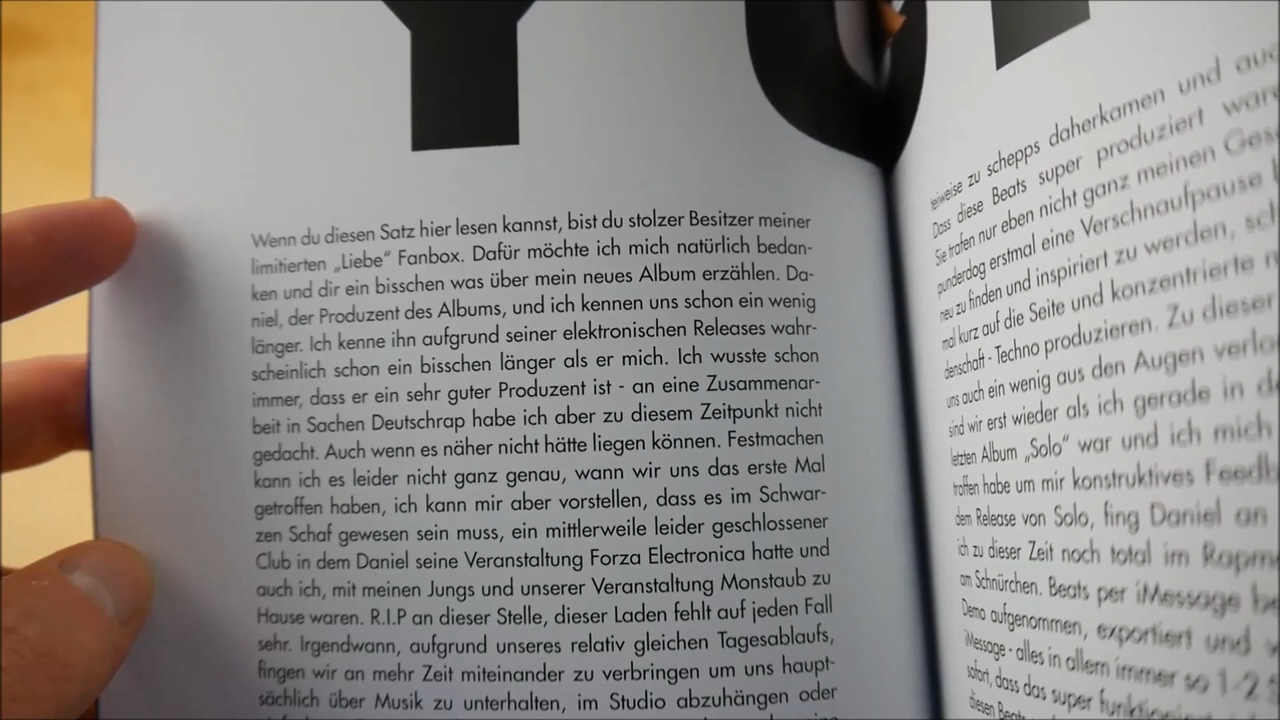 YO
Wenn du diesen Satz hier lesen kannst, bist du stolzer Besitzer meiner
limitierten „Liebe“ Fanbox. Dafür möchte ich mich natürlich bedan-
ken und dir ein bisschen was über mein neues Album erzählen. Da-
niel, der Produzent des Albums, und ich kennen uns schon ein wenig
länger. Ich kenne ihn aufgrund seiner elektronischen Releases wahr-
scheinlich schon ein bisschen länger als er mich. Ich wusste schon
immer, dass er ein sehr guter Produzent ist - an eine Zusammenar-
beit in Sachen Deutschrap habe ich aber zu diesem Zeitpunkt nicht
gedacht. Auch wenn es näher nicht hätte liegen können. Festmachen
kann ich es leider nicht ganz genau, wann wir uns das erste Mal
getroffen haben, ich kann mir aber vorstellen, dass es im Schwar-
zen Schaf gewesen sein muss, ein mittlerweile leider geschlossener
Club in dem Daniel seine Veranstaltung Forza Electronica hatte und
auch ich, mit meinen Jungs und unserer Veranstaltung Monstaub zu
Hause waren. R.I.P an dieser Stelle, dieser Laden fehlt auf jeden Fall
sehr. Irgendwann, aufgrund unseres relativ gleichen Tagesablaufs,
fingen wir an mehr Zeit miteinander zu verbringen um uns haupt-
sächlich über Musik zu unterhalten, im Studio abzuhängen oder
zu schepps daherkamen und
Dass diese Beats super produziert
Sie trafen nur eben nicht ganz meinen
punderdog erstmal eine Verschnaufpause
neu zu finden und inspiriert zu werden,
mal kurz auf die Seite und konzentrierte
denschaft - Techno produzieren. Zu dieser
uns auch ein wenig aus den Augen
sind wir erst wieder als ich gerade in
letzten Album „Solo“ war und ich mich
troffen habe um mir konstruktives
dem Release von Solo, fing Daniel an
ich zu dieser Zeit noch total im
am Schnürchen. Beats per iMessage
Demo aufgenommen, exportiert und
iMessage - alles in allem immer so 1-2
sofort, dass das super
diesen